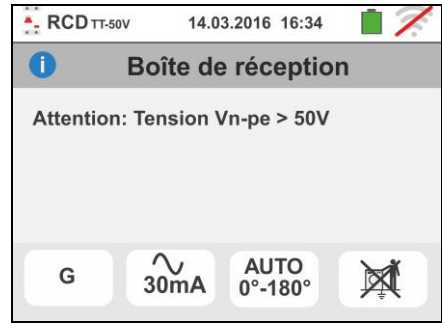 RCD TT-50V 14.03.2016 16:34
Boîte de réception
Attention: Tension Vn-pe > 50V
G
30mA
AUTO
0°-180°